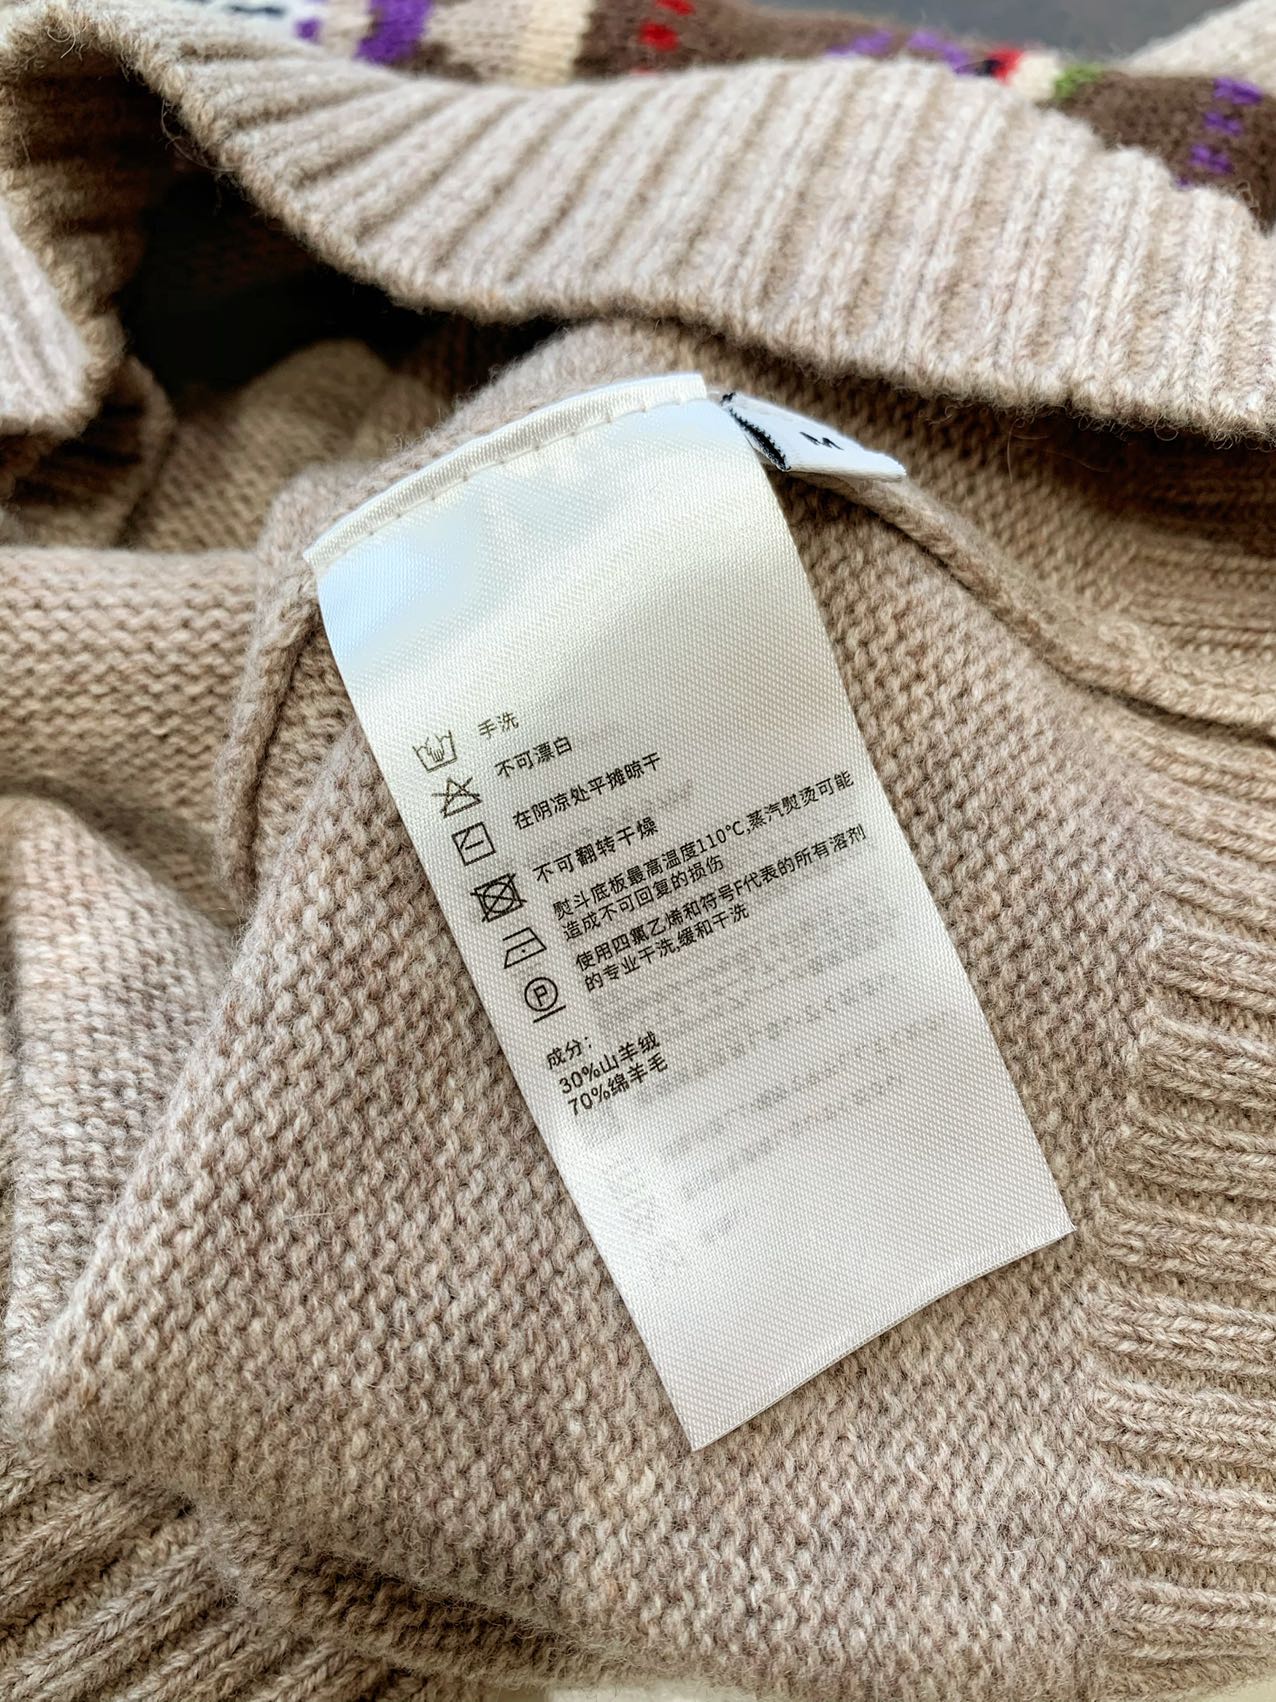 M
手洗
不可漂白
在阴凉处平摊晾干
不可翻转干燥
熨斗底板最高温度110℃,蒸汽熨烫可能
造成不可回复的损伤
使用四氯乙烯和符号F代表的所有溶剂
的专业干洗,缓和干洗
P
成分:
30%山羊绒
70%绵羊毛